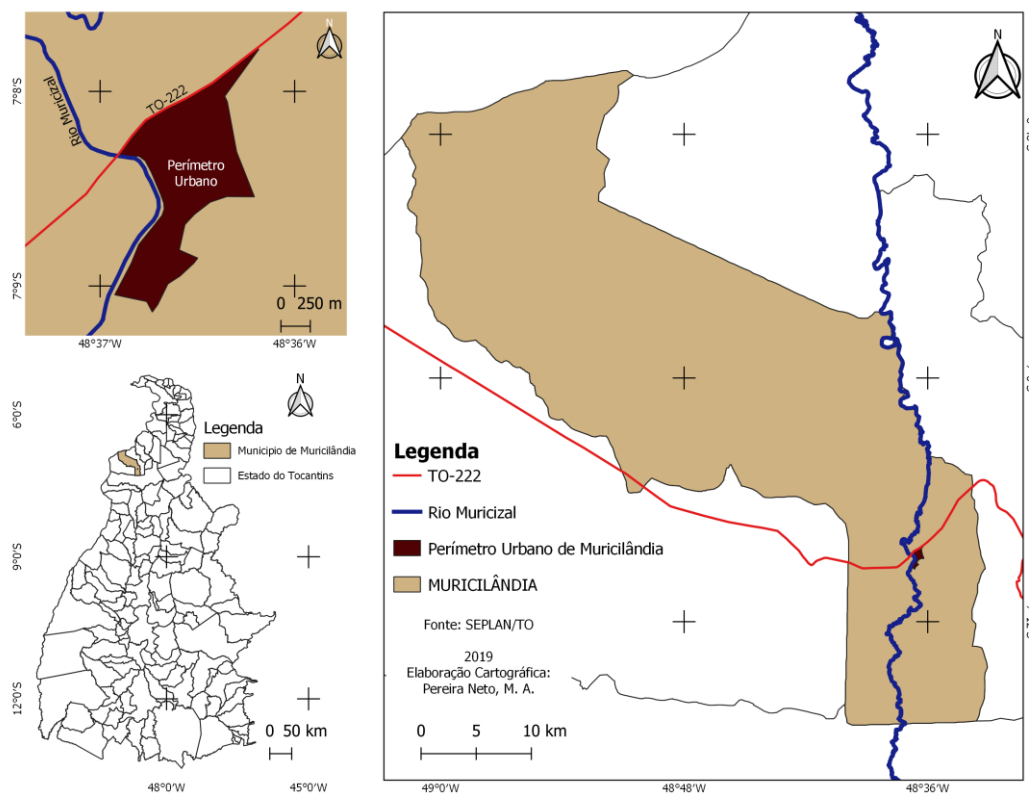 N
7°8'S
7°9'S
TO-222
Rio Muricizal
Perímetro
Urbano
0 250 m
48°37'W
48°36'W
N
6°0'S
9°0'S
12°0'S
Legenda
Municipio de Muricilândia
Estado do Tocantins
0 50 km
48°0'W
45°0'W
N
Legenda
TO-222
Rio Muricizal
Perímetro Urbano de Muricilândia
MURICILÂNDIA
Fonte: SEPLAN/TO
2019
Elaboração Cartográfica:
Pereira Neto, M. A.
0 5 10 km
49°0'W
48°48'W
48°36'W